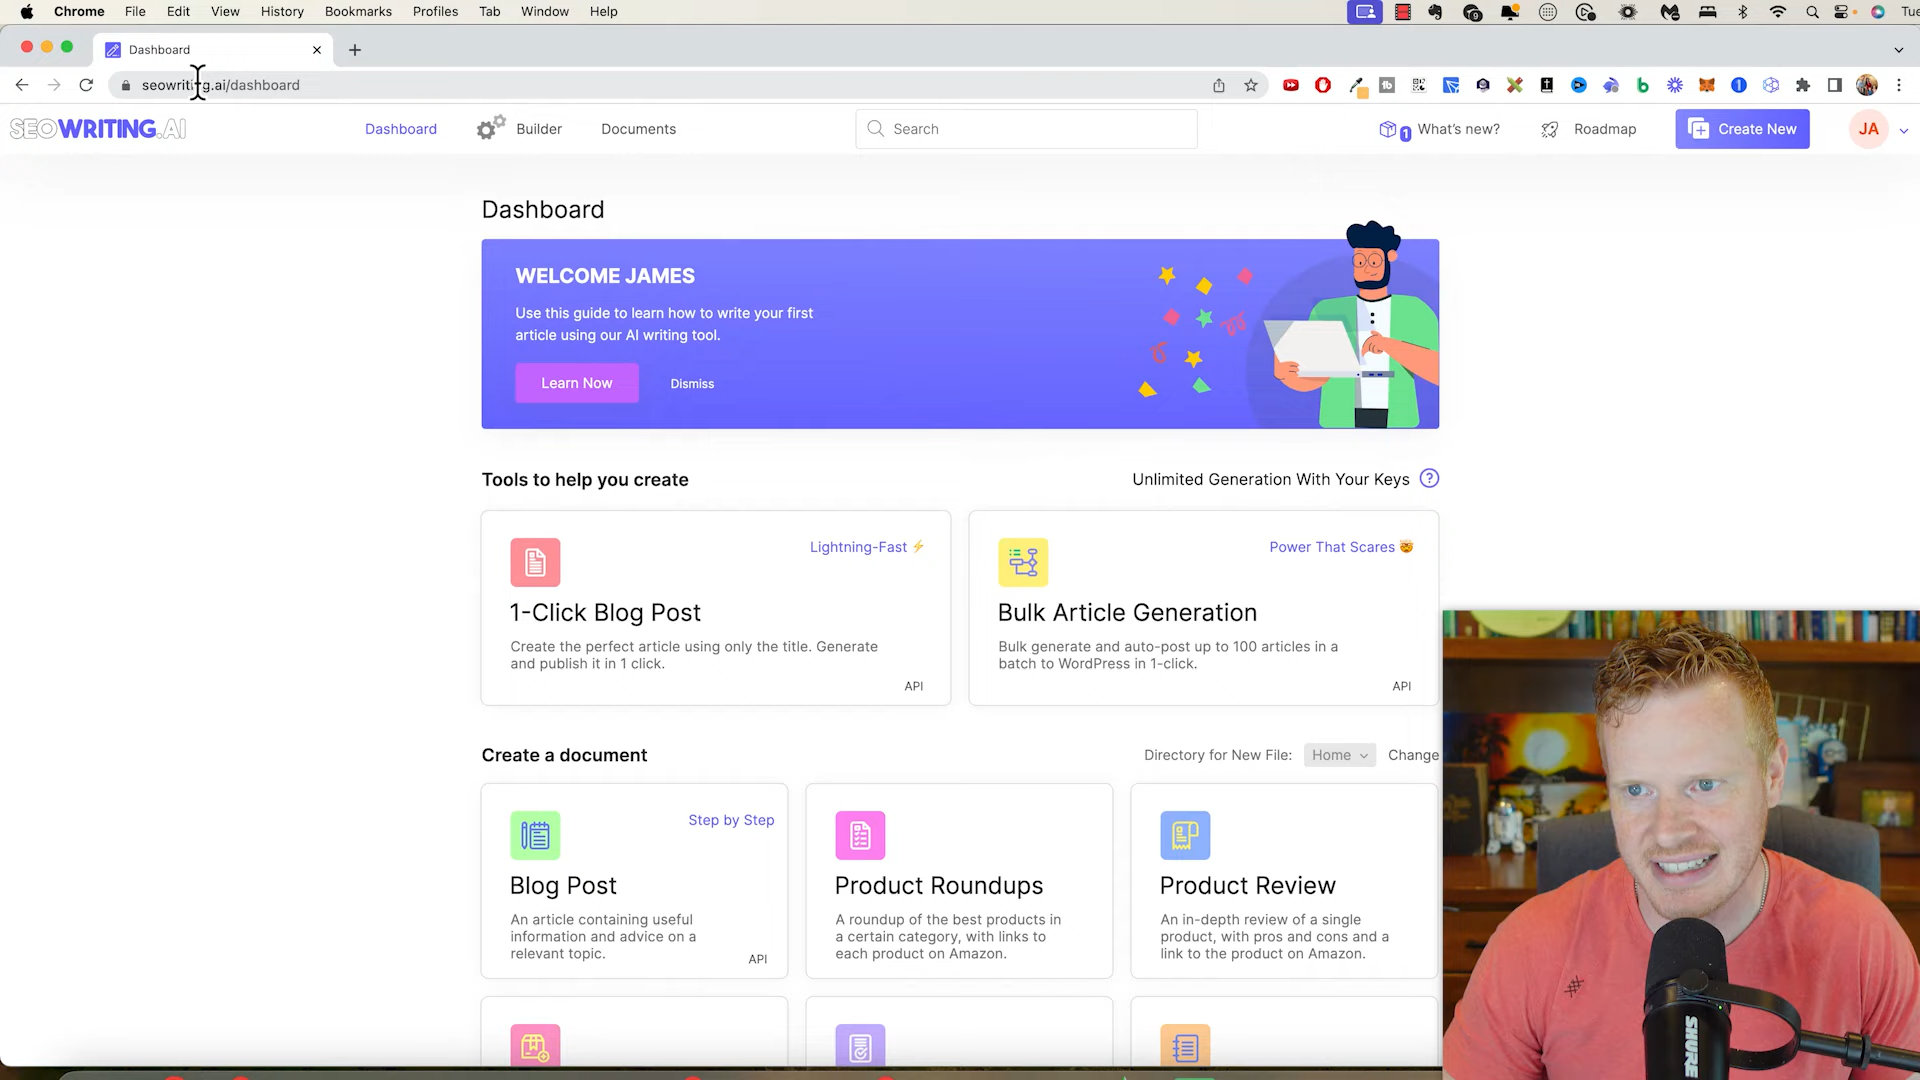 Chrome File Edit View History Bookmarks Profiles Tab Window Help Tue
Dashboard
seowriting.ai/dashboard
SEOWRITING.AI Dashboard Builder Documents Search 1 What's new? Roadmap Create New JA
Dashboard
WELCOME JAMES
Use this guide to learn how to write your first
article using our AI writing tool.
Learn Now Dismiss
Tools to help you create Unlimited Generation With Your Keys ?
Lightning-Fast ⚡
1-Click Blog Post
Create the perfect article using only the title. Generate
and publish it in 1 click.
API
Power That Scares 🤯
Bulk Article Generation
Bulk generate and auto-post up to 100 articles in a
batch to WordPress in 1-click.
API
Create a document Directory for New File: Home Change
Step by Step
Blog Post
An article containing useful
information and advice on a
relevant topic.
API
Product Roundups
A roundup of the best products in
a certain category, with links to
each product on Amazon.
Product Review
An in-depth review of a single
product, with pros and cons and a
link to the product on Amazon.
SHURE